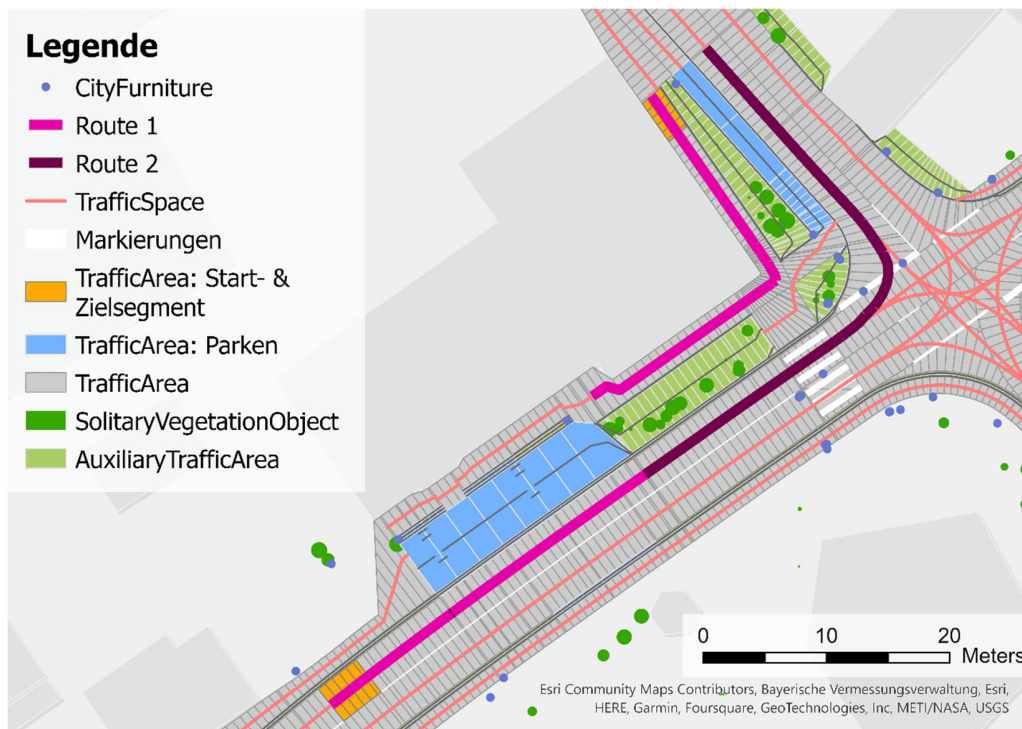 Legende
CityFurniture
Route 1
Route 2
TrafficSpace
Markierungen
TrafficArea: Start- &
Zielsegment
TrafficArea: Parken
TrafficArea
SolitaryVegetationObject
AuxiliaryTrafficArea
0 10 20
Meters
Esri Community Maps Contributors, Bayerische Vermessungsverwaltung, Esri,
HERE, Garmin, Foursquare, GeoTechnologies, Inc, METI/NASA, USGS